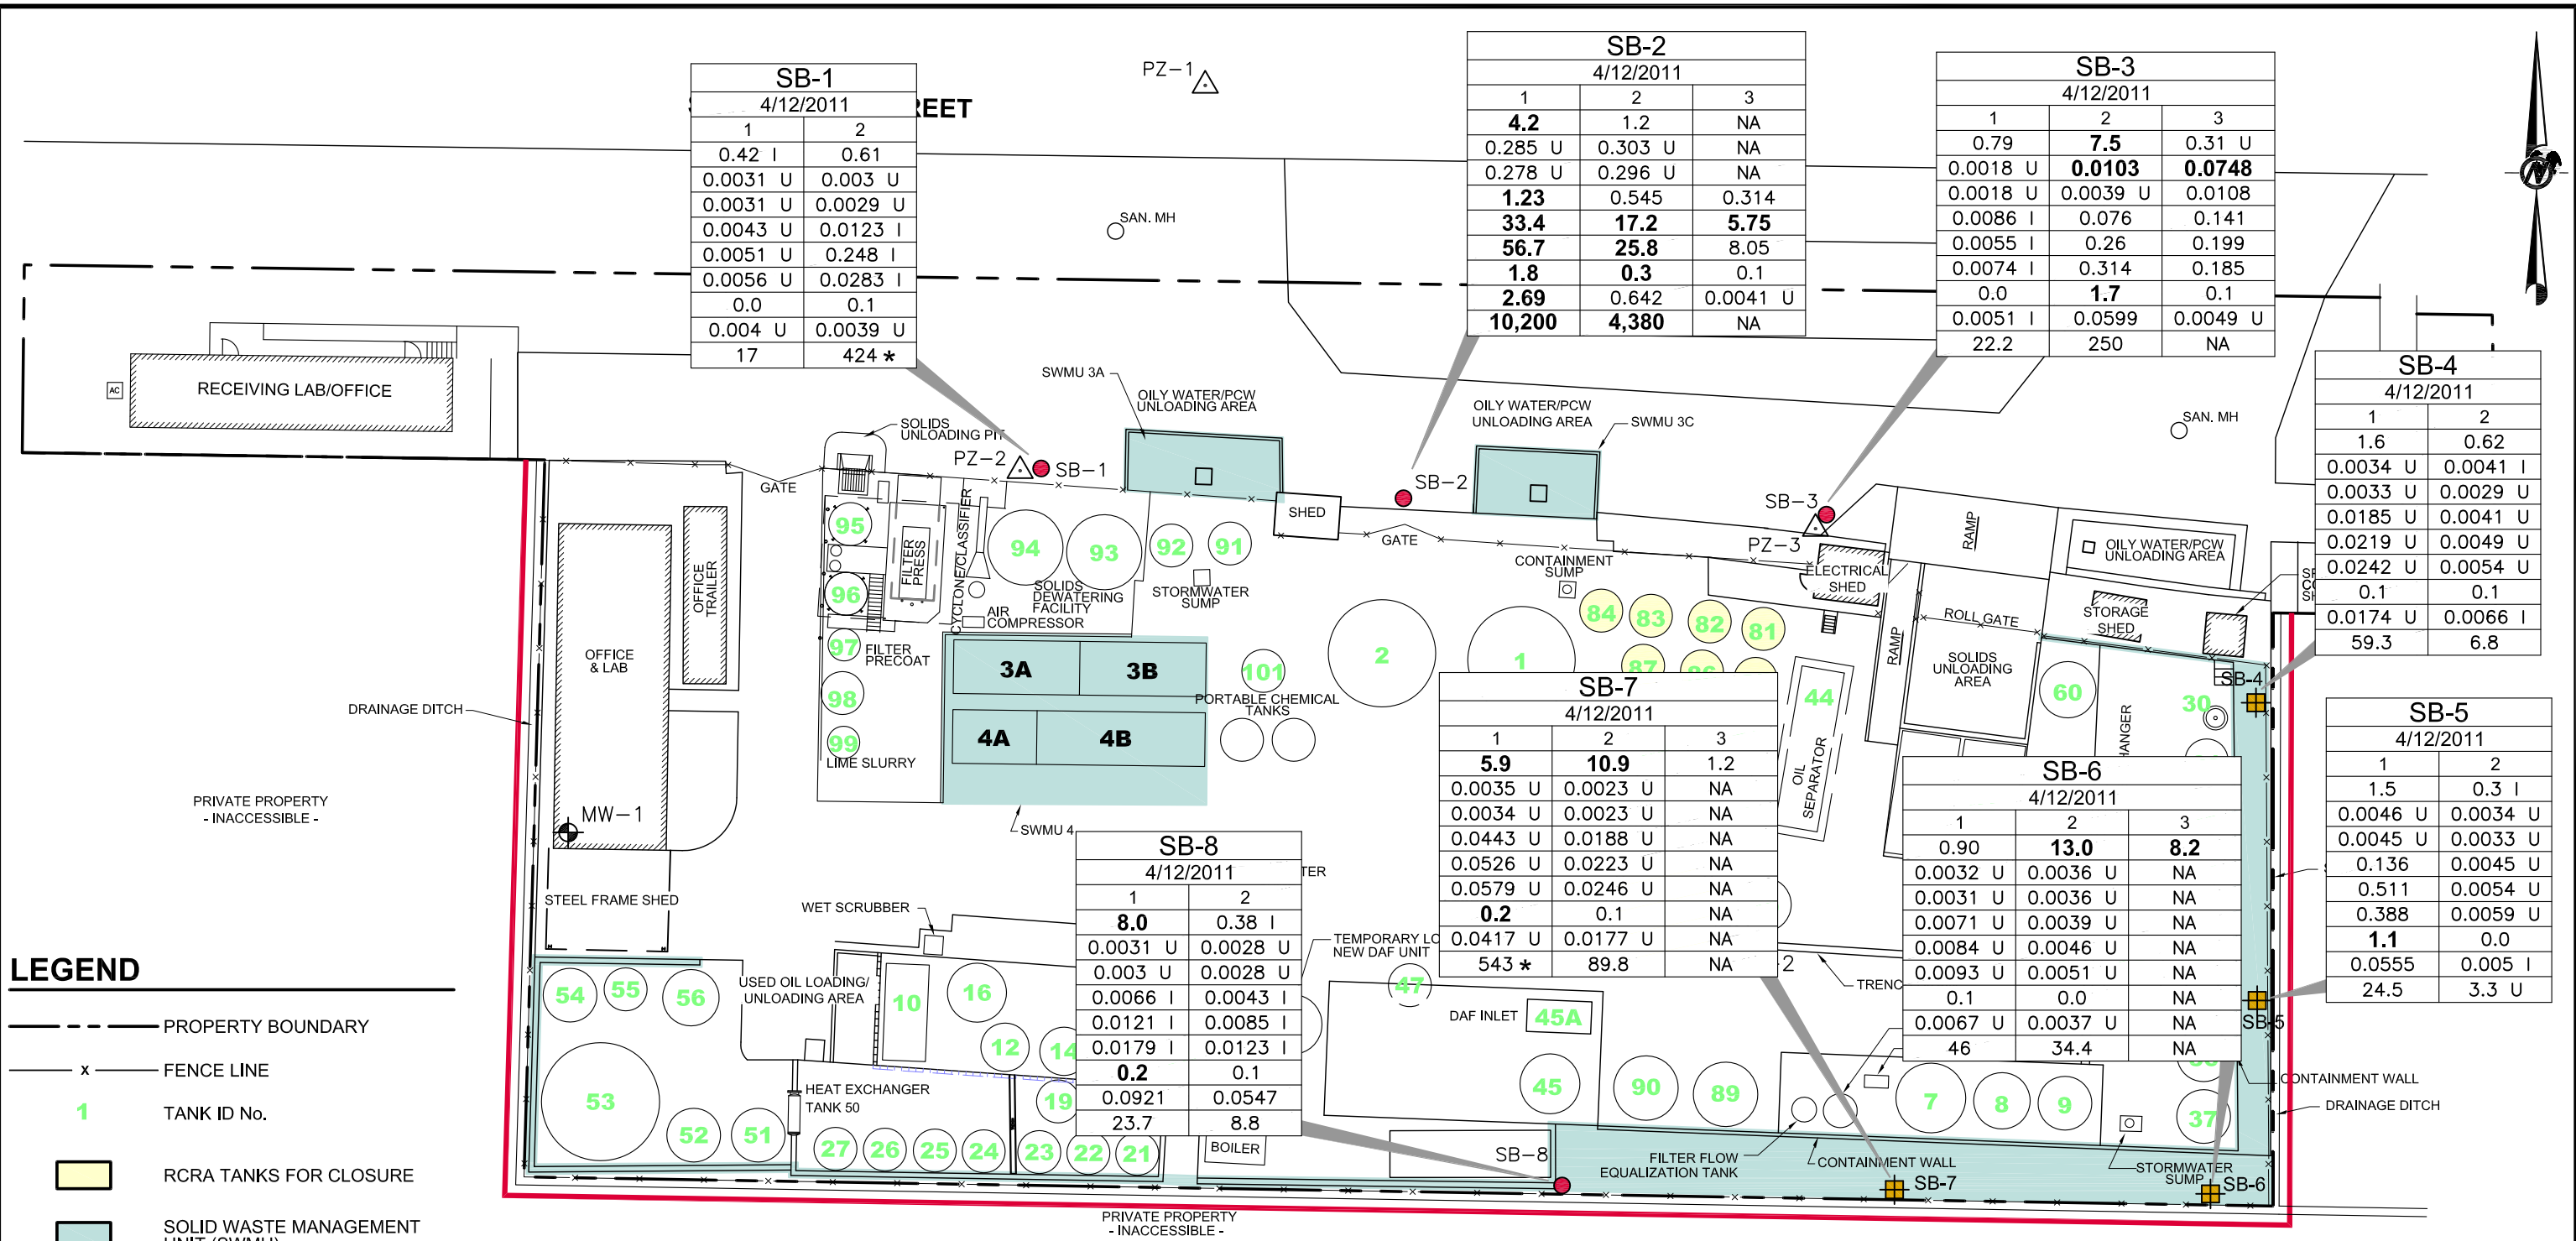 SB-1
4/12/2011
1 2
0.42 I 0.61
0.0031 U 0.003 U
0.0031 U 0.0029 U
0.0043 U 0.0123 I
0.0051 U 0.248 I
0.0056 U 0.0283 I
0.0 0.1
0.004 U 0.0039 U
17 424 *
REET
PZ-1
SB-2
4/12/2011
1 2 3
4.2 1.2 NA
0.285 U 0.303 U NA
0.278 U 0.296 U NA
1.23 0.545 0.314
33.4 17.2 5.75
56.7 25.8 8.05
1.8 0.3 0.1
2.69 0.642 0.0041 U
10,200 4,380 NA
SB-3
4/12/2011
1 2 3
0.79 7.5 0.31 U
0.0018 U 0.0103 0.0748
0.0018 U 0.0039 U 0.0108
0.0086 I 0.076 0.141
0.0055 I 0.26 0.199
0.0074 I 0.314 0.185
0.0 1.7 0.1
0.0051 I 0.0599 0.0049 U
22.2 250 NA
N
SB-4
4/12/2011
1 2
1.6 0.62
0.0034 U 0.0041 I
0.0033 U 0.0029 U
0.0185 U 0.0041 U
0.0219 U 0.0049 U
0.0242 U 0.0054 U
0.1 0.1
0.0174 U 0.0066 I
59.3 6.8
SB-5
4/12/2011
1 2
1.5 0.3 I
0.0046 U 0.0034 U
0.0045 U 0.0033 U
0.136 0.0045 U
0.511 0.0054 U
0.388 0.0059 U
1.1 0.0
0.0555 0.005 I
24.5 3.3 U
SB-7
4/12/2011
1 2 3
5.9 10.9 1.2
0.0035 U 0.0023 U NA
0.0034 U 0.0023 U NA
0.0443 U 0.0188 U NA
0.0526 U 0.0223 U NA
0.0579 U 0.0246 U NA
0.2 0.1 NA
0.0417 U 0.0177 U NA
543 * 89.8 NA
SB-6
4/12/2011
1 2 3
0.90 13.0 8.2
0.0032 U 0.0036 U NA
0.0031 U 0.0036 U NA
0.0071 U 0.0039 U NA
0.0084 U 0.0046 U NA
0.0093 U 0.0051 U NA
0.1 0.0 NA
0.0067 U 0.0037 U NA
46 34.4 NA
SB-8
4/12/2011
1 2
8.0 0.38 I
0.0031 U 0.0028 U
0.003 U 0.0028 U
0.0066 I 0.0043 I
0.0121 I 0.0085 I
0.0179 I 0.0123 I
0.2 0.1
0.0921 0.0547
23.7 8.8
SAN. MH
SAN. MH
AC
RECEIVING LAB/OFFICE
SWMU 3A
OILY WATER/PCW
UNLOADING AREA
OILY WATER/PCW
UNLOADING AREA
SWMU 3C
SOLIDS
UNLOADING PIT
PZ-2
SB-1
SB-2
SB-3
PZ-3
GATE
SHED
GATE
CONTAINMENT
SUMP
ELECTRICAL
SHED
RAMP
OILY WATER/PCW
UNLOADING AREA
STORAGE
SHED
ROLL GATE
RAMP
SOLIDS
UNLOADING
AREA
95
96
97
98
99
94
93
92
91
FILTER
PRESS
CYCLONE/CLASSIFIER
SOLIDS
DEWATERING
FACILITY
AIR
COMPRESSOR
STORMWATER
SUMP
FILTER
PRECOAT
LIME SLURRY
OFFICE
TRAILER
OFFICE
& LAB
3A
3B
4A
4B
SWMU 4
101
PORTABLE CHEMICAL
TANKS
2
1
84
83
82
81
87
44
OIL
SEPARATOR
60
30
HANGER
SB-4
DRAINAGE DITCH
PRIVATE PROPERTY
- INACCESSIBLE -
MW-1
STEEL FRAME SHED
WET SCRUBBER
TER
TEMPORARY LO
NEW DAF UNIT
47
DAF INLET
45A
45
90
89
2
TRENC
7
8
9
37
SB-5
CONTAINMENT WALL
DRAINAGE DITCH
54
55
56
53
52
51
USED OIL LOADING/
UNLOADING AREA
10
16
12
14
19
HEAT EXCHANGER
TANK 50
27
26
25
24
23
22
21
BOILER
SB-8
FILTER FLOW
EQUALIZATION TANK
CONTAINMENT WALL
SB-7
STORMWATER
SUMP
SB-6
PRIVATE PROPERTY
- INACCESSIBLE -
LEGEND
PROPERTY BOUNDARY
x FENCE LINE
1 TANK ID No.
RCRA TANKS FOR CLOSURE
SOLID WASTE MANAGEMENT
UNIT (SWMU)